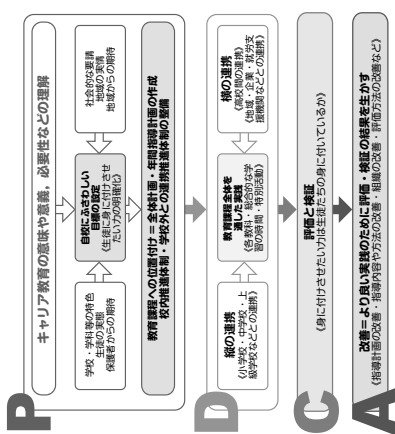 P
キャリア教育の意味や意義，必要性などの理解
学校・学科等の特色
生徒の実態
保護者からの期待
自校にふさわしい
目標の設定
《生徒に身に付けさせ
たい力の明確化》
社会的な要請
地域の実情
地域からの期待
教育課程への位置付け＝全体計画・年間指導計画の作成
校内推進体制・学校外との連携推進体制の整備
D
縦の連携
《小学校・中学校・上
級学校などとの連携》
教育課程全体を
通した実践
《各教科・総合的な学
習の時間・特別活動》
横の連携
《高校間の連携》
《地域・企業・就労支
援機関などとの連携》
C
評価と検証
《身に付けさせたい力は生徒たちの身に付いているか》
A
改善＝より良い実践のために評価・検証の結果を生かす
《指導計画の改善・指導内容や方法の改善・組織の改善・評価方法の改善など》